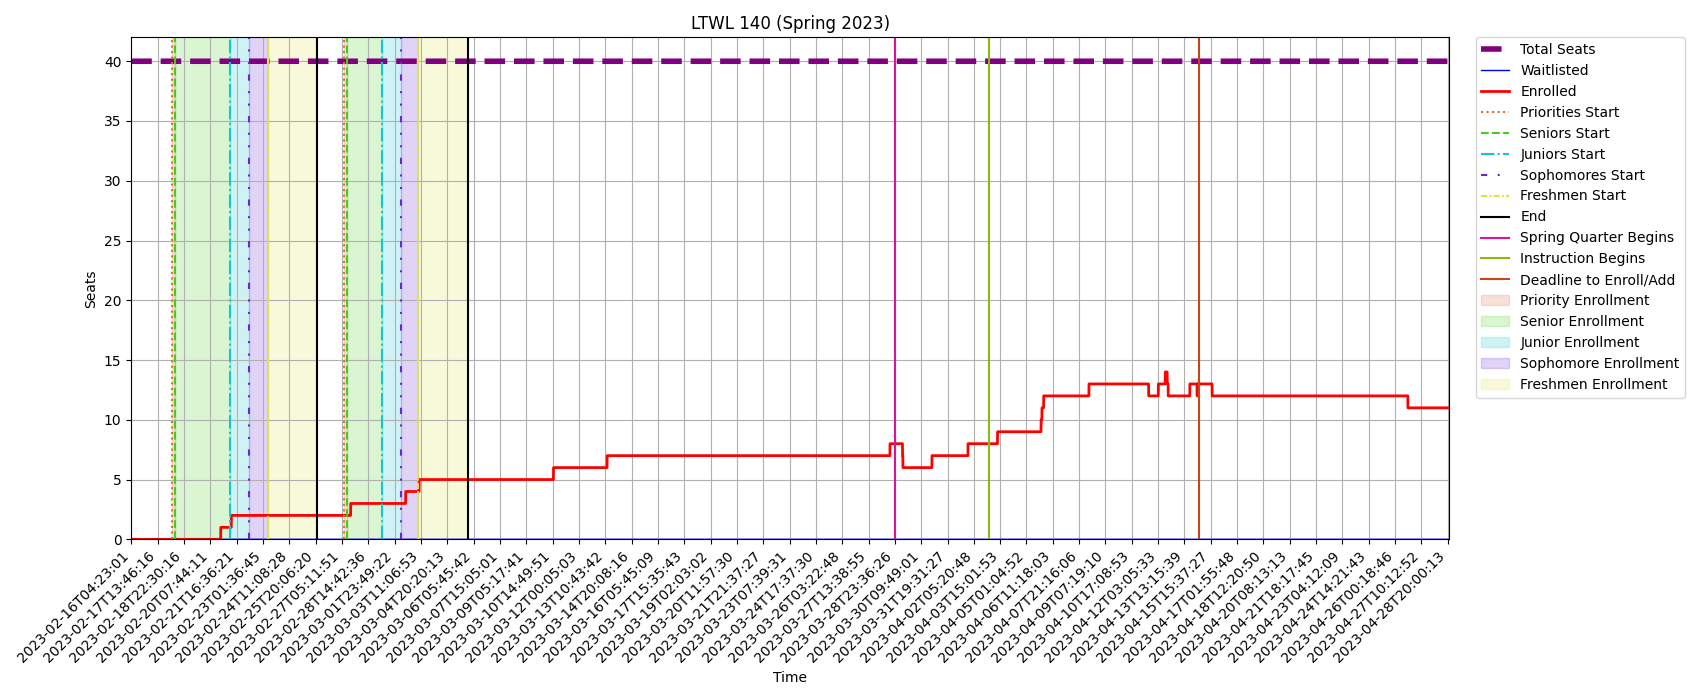 LTWL 140 (Spring 2023)
Seats
40
35
30
25
20
15
10
5
0
2023-02-16T04:23:01
2023-02-17T13:46:16
2023-02-18T22:30:16
2023-02-20T07:44:11
2023-02-21T16:36:21
2023-02-23T01:36:45
2023-02-24T11:08:28
2023-02-25T20:06:20
2023-02-27T05:11:51
2023-02-28T14:42:36
2023-03-01T23:49:22
2023-03-03T11:06:53
2023-03-04T20:20:13
2023-03-06T05:45:42
2023-03-07T15:05:01
2023-03-09T05:17:41
2023-03-10T14:49:51
2023-03-12T00:05:03
2023-03-13T10:43:42
2023-03-14T20:08:16
2023-03-16T05:45:09
2023-03-17T15:35:43
2023-03-19T02:03:02
2023-03-20T11:57:30
2023-03-21T21:37:27
2023-03-23T07:39:31
2023-03-24T17:37:30
2023-03-26T03:22:48
2023-03-27T13:38:55
2023-03-28T23:36:26
2023-03-30T09:49:01
2023-03-31T19:31:27
2023-04-02T05:20:48
2023-04-03T15:01:53
2023-04-05T01:04:52
2023-04-06T11:18:03
2023-04-07T21:16:06
2023-04-09T07:19:10
2023-04-10T17:08:53
2023-04-12T03:05:33
2023-04-13T13:15:39
2023-04-15T15:37:27
2023-04-17T01:55:48
2023-04-18T12:20:50
2023-04-20T08:13:13
2023-04-21T18:17:45
2023-04-23T04:12:09
2023-04-24T14:21:43
2023-04-26T00:18:46
2023-04-27T10:12:52
2023-04-28T20:00:13
Time
Total Seats
Waitlisted
Enrolled
Priorities Start
Seniors Start
Juniors Start
Sophomores Start
Freshmen Start
End
Spring Quarter Begins
Instruction Begins
Deadline to Enroll/Add
Priority Enrollment
Senior Enrollment
Junior Enrollment
Sophomore Enrollment
Freshmen Enrollment